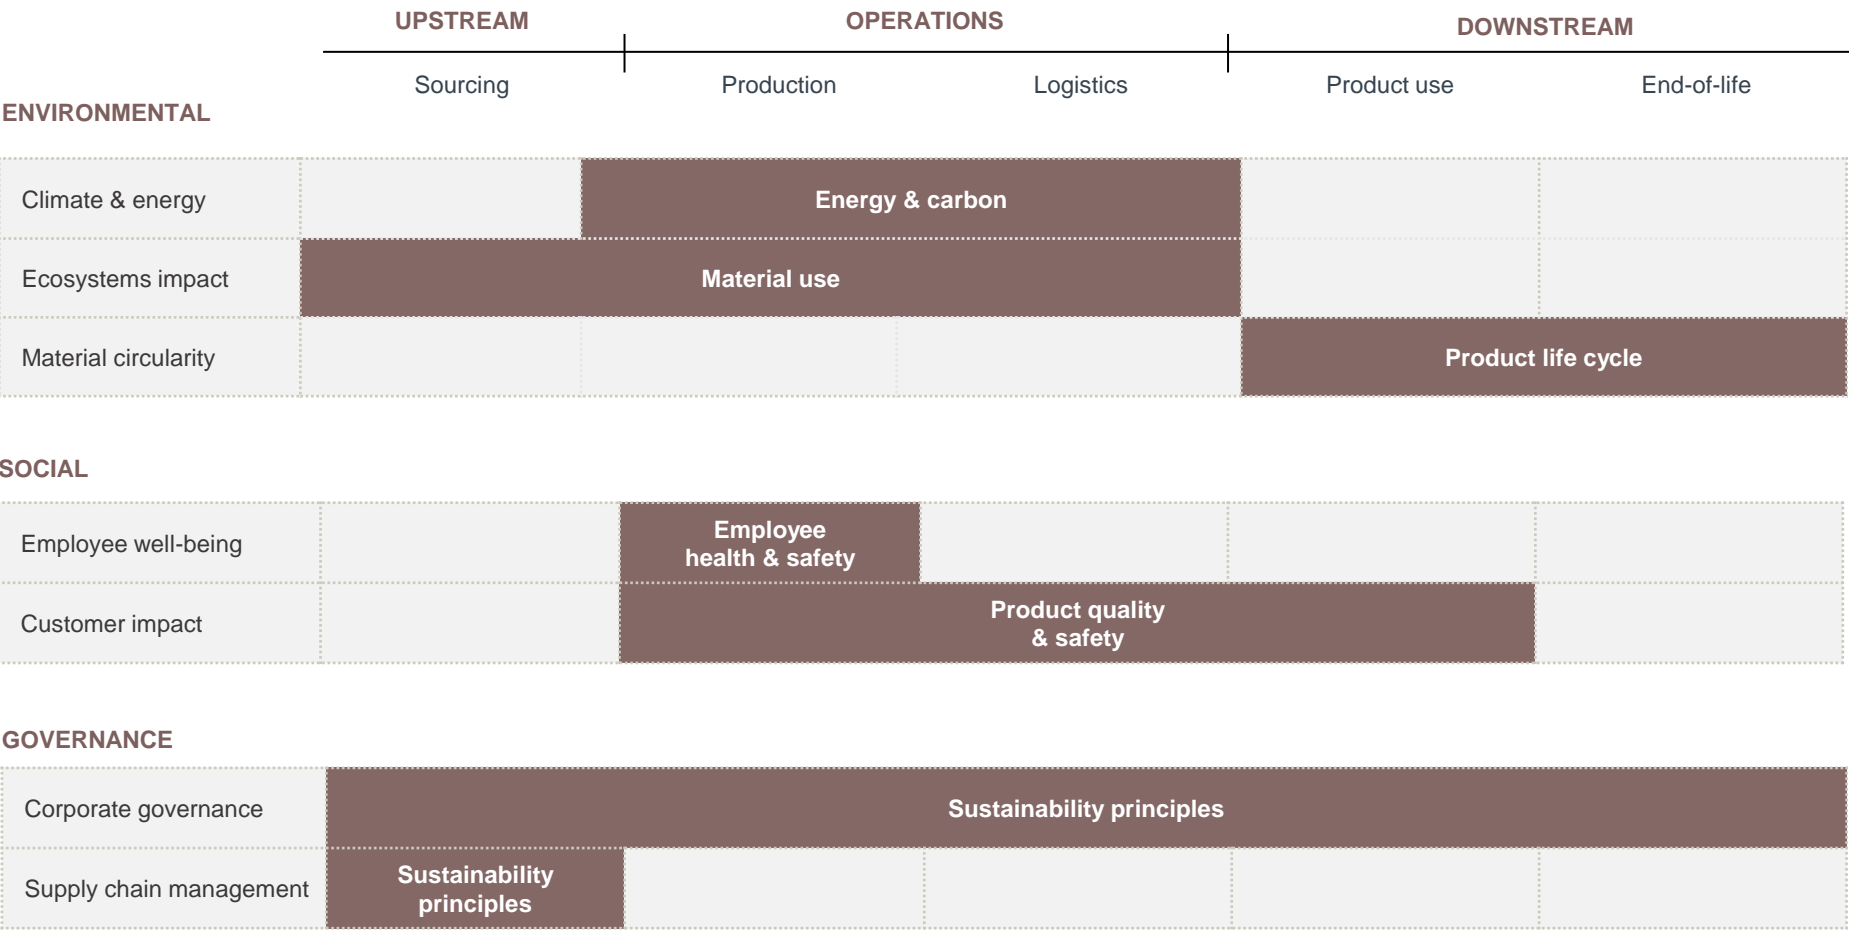 UPSTREAM
OPERATIONS
DOWNSTREAM
Sourcing
Production
Logistics
Product use
End-of-life
ENVIRONMENTAL
Climate & energy
Energy & carbon
Ecosystems impact
Material use
Material circularity
Product life cycle
SOCIAL
Employee well-being
Employee
health & safety
Customer impact
Product quality
& safety
GOVERNANCE
Corporate governance
Sustainability principles
Supply chain management
Sustainability
principles